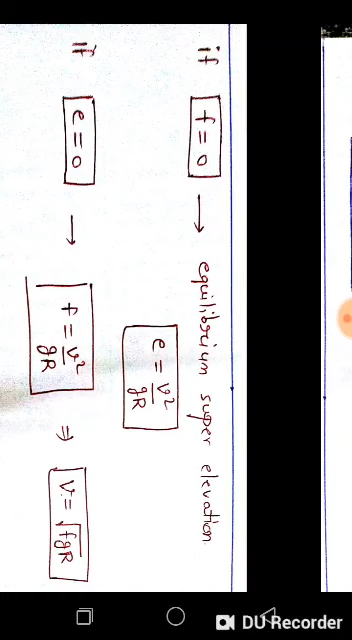 if f = 0 → equilibrium super elevation.
e = v²/gR
if e = 0 → f = v²/gR ⇒ V = √fgR
DU Recorder